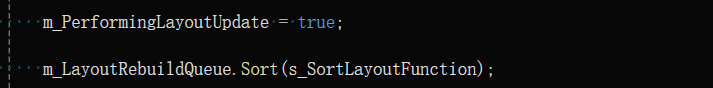 m_PerformingLayoutUpdate = true;
m_LayoutRebuildQueue.Sort(s_SortLayoutFunction);